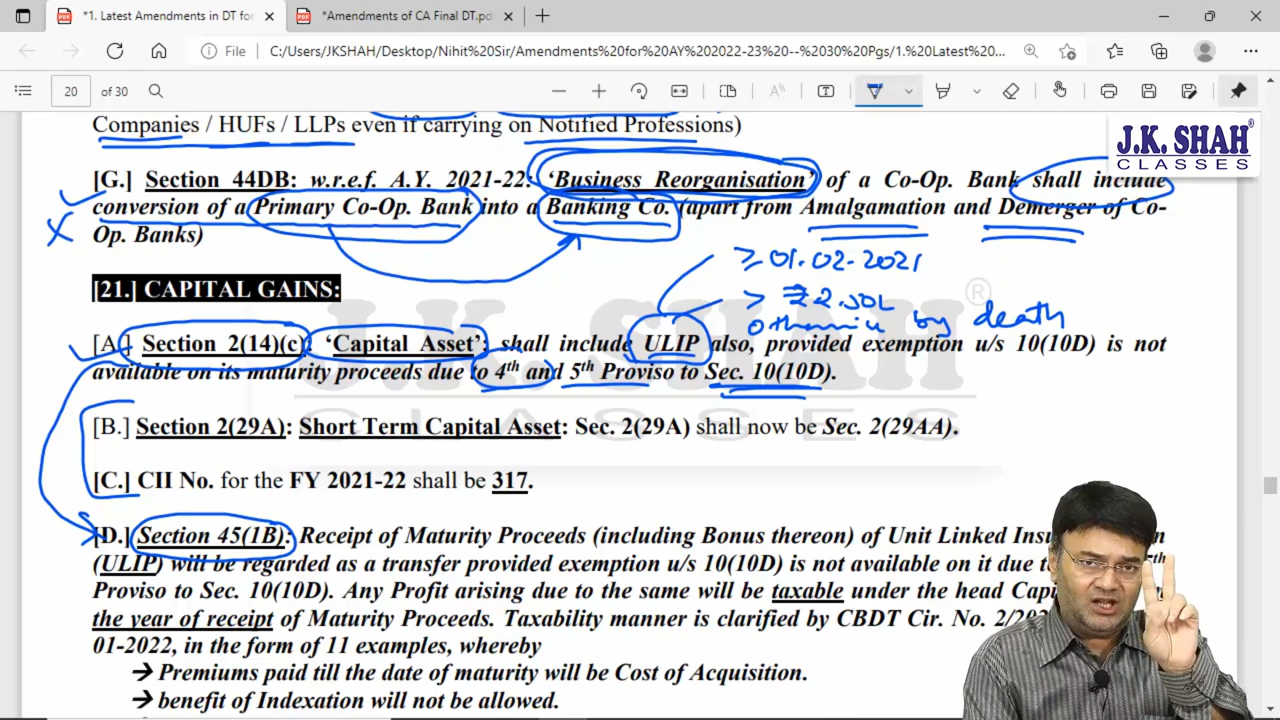 *1. Latest Amendments in DT for
*Amendments of CA Final DT.pdf
File C:/Users/JKSHAH/Desktop/Nihit%20Sir/Amendments%20for%20AY%202022-23%20--%2030%20Pgs/1.%20Latest%20...
20 of 30
J.K. SHAH®
CLASSES
Companies / HUFs / LLPs even if carrying on Notified Professions)
[G.] Section 44DB: w.r.e.f. A.Y. 2021-22: 'Business Reorganisation' of a Co-Op. Bank shall include
conversion of a Primary Co-Op. Bank into a Banking Co. (apart from Amalgamation and Demerger of Co-
Op. Banks)
≥ 01.02.2021
[21.] CAPITAL GAINS:
> ₹2.50L
otherwise by death
[A.] Section 2(14)(c): 'Capital Asset': shall include ULIP also, provided exemption u/s 10(10D) is not
available on its maturity proceeds due to 4th and 5th Proviso to Sec. 10(10D).
J.K. SHAH®
CLASSES
[B.] Section 2(29A): Short Term Capital Asset: Sec. 2(29A) shall now be Sec. 2(29AA).
[C.] CII No. for the FY 2021-22 shall be 317.
[D.] Section 45(1B): Receipt of Maturity Proceeds (including Bonus thereon) of Unit Linked
(ULIP) will be regarded as a transfer provided exemption u/s 10(10D) is not available on it due
Proviso to Sec. 10(10D). Any Profit arising due to the same will be taxable under the head
the year of receipt of Maturity Proceeds. Taxability manner is clarified by CBDT Cir. No.
01-2022, in the form of 11 examples, whereby
→ Premiums paid till the date of maturity will be Cost of Acquisition.
→ benefit of Indexation will not be allowed.